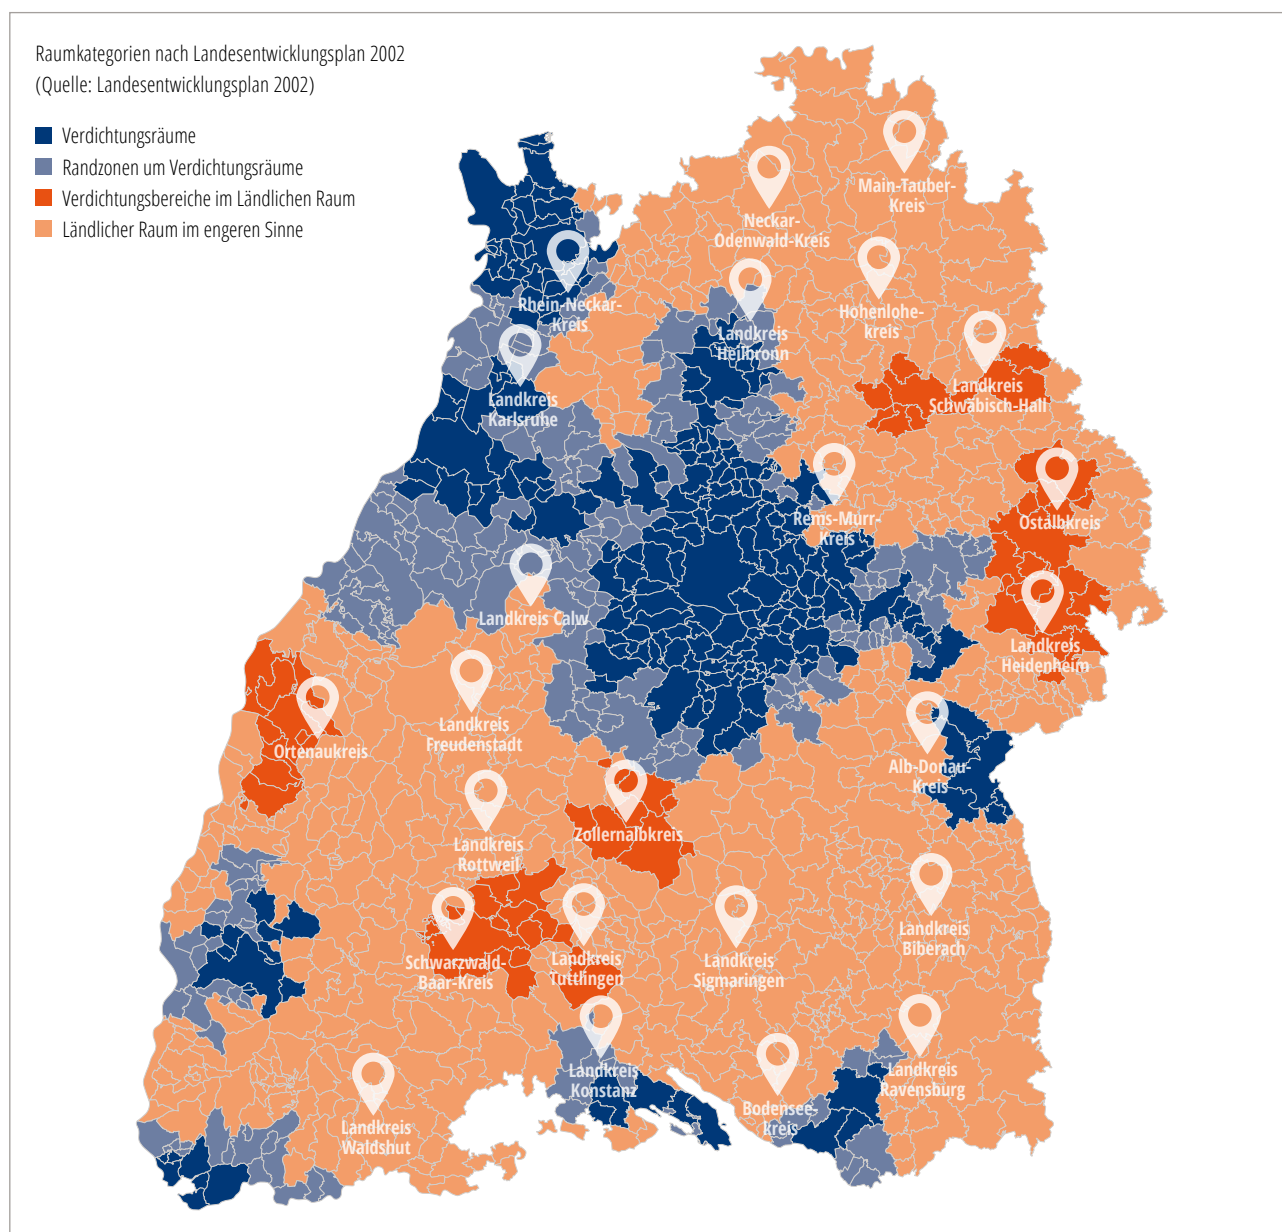 Raumkategorien nach Landesentwicklungsplan 2002
(Quelle: Landesentwicklungsplan 2002)
Verdichtungsräume
Randzonen um Verdichtungsräume
Verdichtungsbereiche im Ländlichen Raum
Ländlicher Raum im engeren Sinne
Main-Tauber-
Kreis
Neckar-
Odenwald-Kreis
Rhein-Neckar-
Kreis
Hohenlohe-
kreis
Landkreis
Heilbronn
Landkreis
Schwäbisch-Hall
Landkreis
Karlsruhe
Rems-Murr-
Kreis
Ostalbkreis
Landkreis Calw
Landkreis
Heidenheim
Landkreis
Freudenstadt
Ortenaukreis
Alb-Donau-
Kreis
Zollernalbkreis
Landkreis
Rottweil
Landkreis
Biberach
Schwarzwald-
Baar-Kreis
Landkreis
Tuttlingen
Landkreis
Sigmaringen
Landkreis
Konstanz
Landkreis
Ravensburg
Bodensee-
kreis
Landkreis
Waldshut